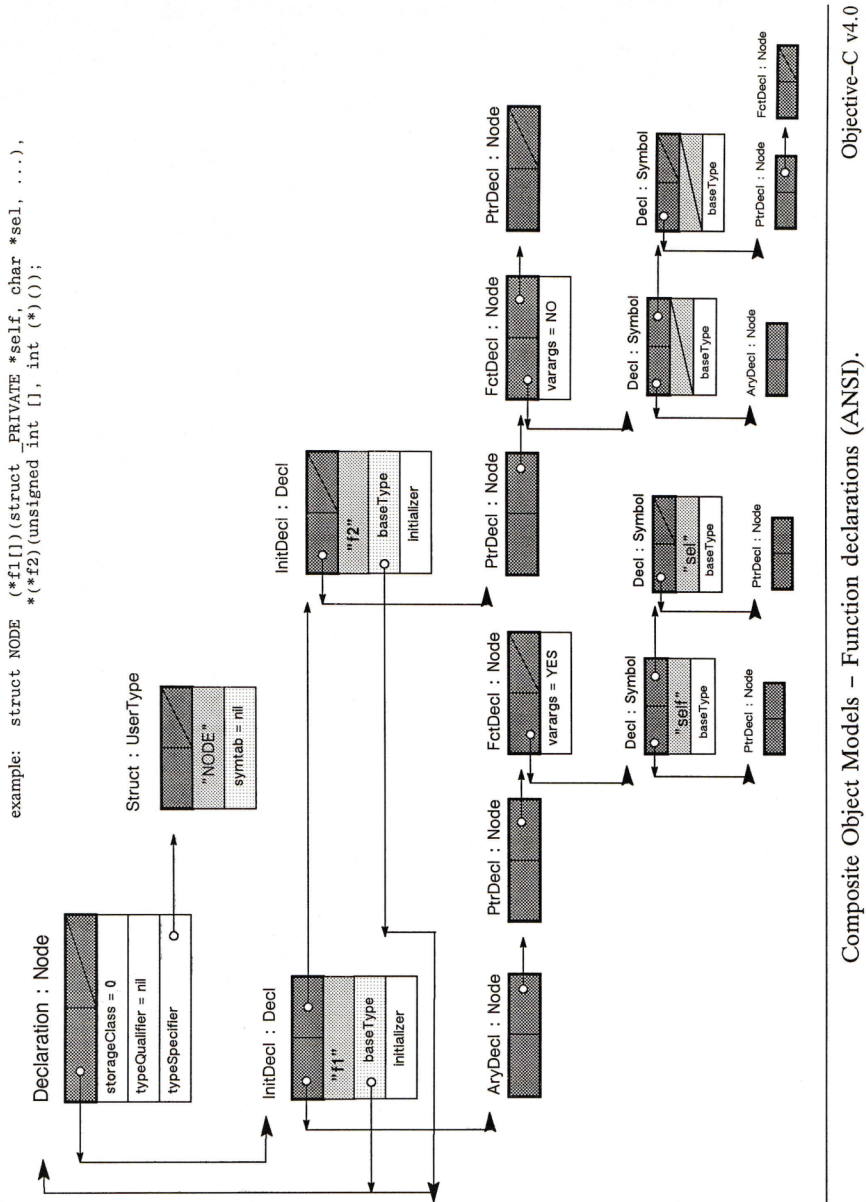 example: struct NODE (*f1[])(struct _PRIVATE *self, char *sel, ...),
*(*f2)(unsigned int [], int (*)());
Declaration : Node
storageClass = 0
typeQualifier = nil
typeSpecifier
Struct : UserType
"NODE"
symtab = nil
InitDecl : Decl
"f1"
baseType
initializer
InitDecl : Decl
"f2"
baseType
initializer
AryDecl : Node
PtrDecl : Node
FctDecl : Node
varargs = YES
PtrDecl : Node
FctDecl : Node
varargs = NO
PtrDecl : Node
Decl : Symbol
"self"
baseType
Decl : Symbol
"sel"
baseType
Decl : Symbol
baseType
Decl : Symbol
baseType
PtrDecl : Node
PtrDecl : Node
AryDecl : Node
PtrDecl : Node
FctDecl : Node
Composite Object Models – Function declarations (ANSI).
Objective–C v4.0